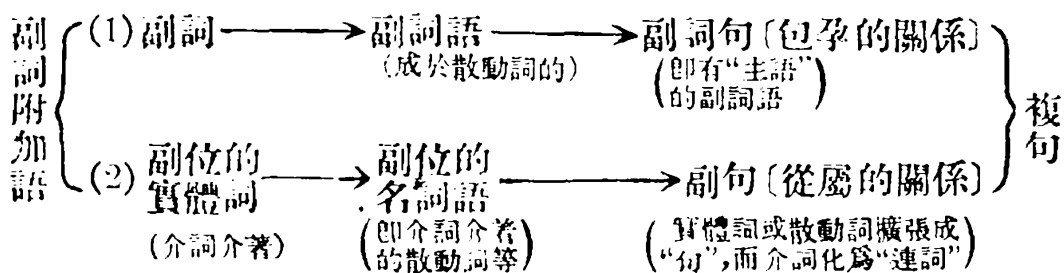 副詞附加語
(1) 副詞 副詞語 副詞句〔包孕的關係〕
(成於散動詞的)
(即有“主語”
的副詞語)
(2) 副位的
實體詞
副位的
名詞語
副句〔從屬的關係〕
(介詞介著)
(即介詞介著
的散動詞等)
(實體詞或散動詞擴張成
“句”,而介詞化爲“連詞”)
複句